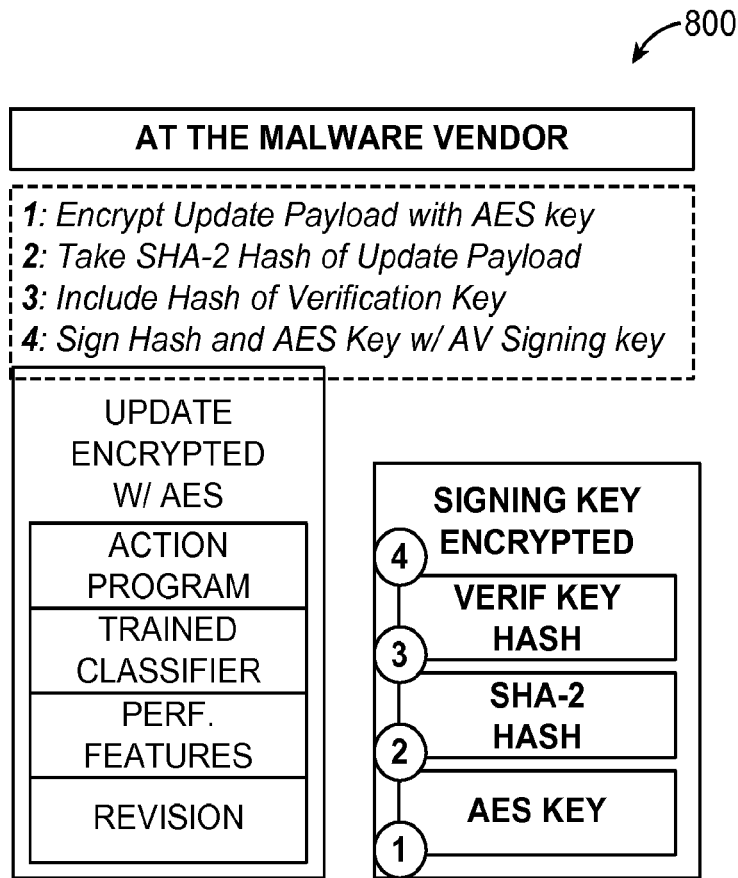 800
AT THE MALWARE VENDOR
1: Encrypt Update Payload with AES key
2: Take SHA-2 Hash of Update Payload
3: Include Hash of Verification Key
4: Sign Hash and AES Key w/ AV Signing key
UPDATE
ENCRYPTED
W/ AES
ACTION
PROGRAM
TRAINED
CLASSIFIER
PERF.
FEATURES
REVISION
SIGNING KEY
ENCRYPTED
4
VERIF KEY
HASH
3
SHA-2
HASH
2
AES KEY
1